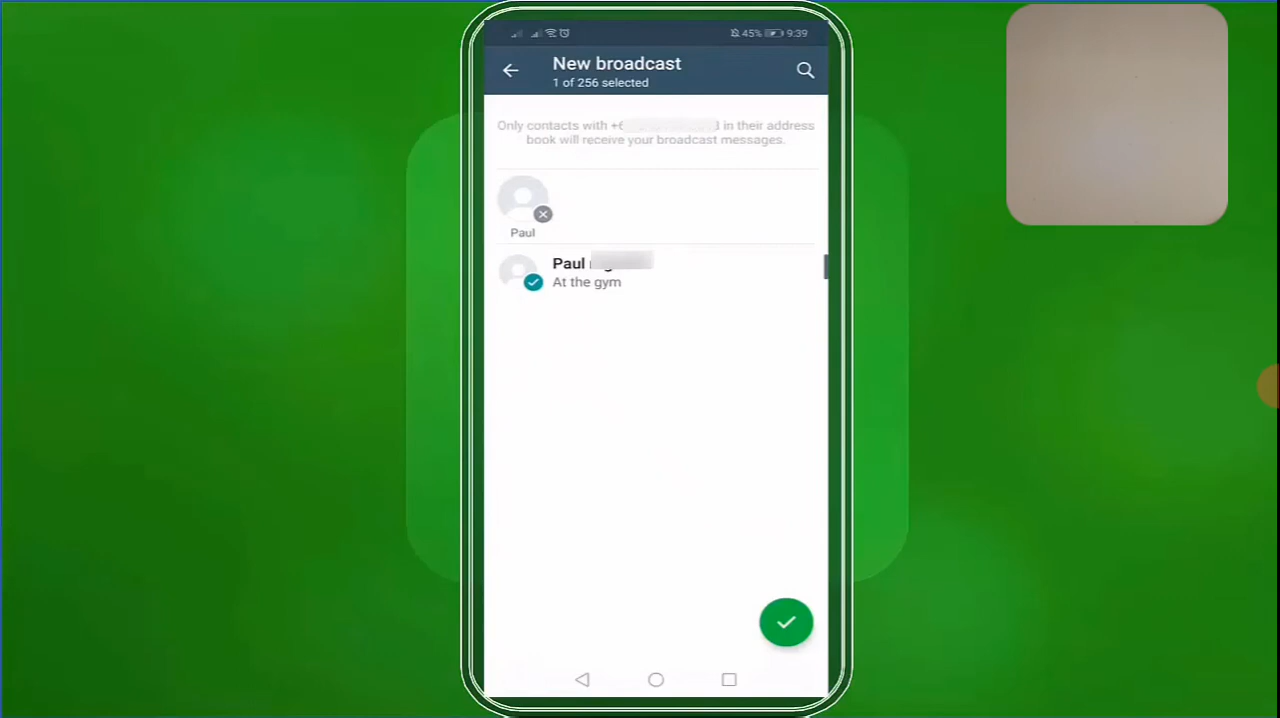 45% 9:39
New broadcast
1 of 256 selected
Only contacts with +6 in their address
book will receive your broadcast messages.
Paul
Paul
At the gym